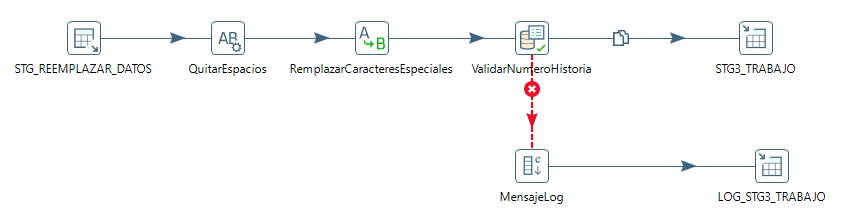 STG_REEMPLAZAR_DATOS
QuitarEspacios
RemplazarCaracteresEspeciales
ValidarNumeroHistoria
STG3_TRABAJO
MensajeLog
LOG_STG3_TRABAJO